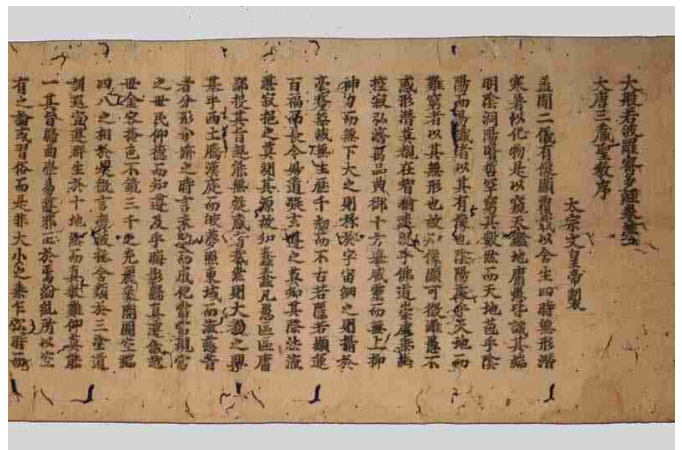 大般若波羅蜜多經卷第一
大唐三藏聖教序
太宗文皇帝製
蓋聞二儀有像顯覆載以含生四時無形潛
寒暑以化物是以窺天鑑地庸愚皆識其端
明陰洞陽賢哲罕窮其數然而天地苞乎陰
陽而易識者以其有像也陰陽處乎天地而
難窮者以其無形也故知像顯可徵雖愚不
惑形潛莫覩在智猶迷況乎佛道崇虛乘幽
控寂弘濟萬品典御十方舉威靈而無上抑
神力而無下大之則彌於宇宙細之則攝於
毫釐無滅無生歷千劫而不古若隱若顯運
百福而長今妙道凝玄遵之莫知其際法流
湛寂挹之莫測其源故知蠢蠢凡愚區區庸
鄙投其旨趣能無疑惑者哉然則大教之興
基乎西土騰漢庭而皎夢照東域而流慈昔
者分形分跡之時言未馳而成化當常現常
之世民仰德而知遵及乎晦影歸真遷儀越
世金容掩色不鏡三千之光麗象開圖空端
四八之相於是微言廣被拯含類於三塗遺
訓遐宣導群生於十地然而真教難仰莫能
一其旨歸曲學易遵邪正於焉紛糾所以空
有之論或習俗而是非大小之乘乍沿時而